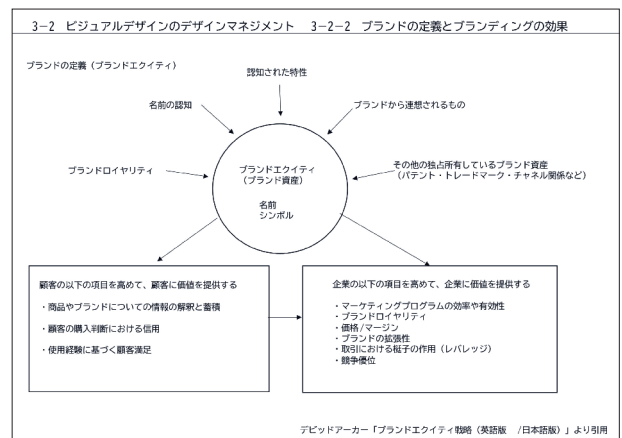 3-2 ビジュアルデザインのデザインマネジメント 3-2-2 ブランドの定義とブランディングの効果
ブランドの定義（ブランドエクイティ）
認知された特性
名前の認知
ブランドから連想されるもの
ブランドロイヤリティ
その他の独占所有しているブランド資産
（パテント・トレードマーク・チャネル関係など）
ブランドエクイティ
（ブランド資産）
名前
シンボル
顧客の以下の項目を高めて、顧客に価値を提供する
・商品やブランドについての情報の解釈と蓄積
・顧客の購入判断における信用
・使用経験に基づく顧客満足
企業の以下の項目を高めて、企業に価値を提供する
・マーケティングプログラムの効率や有効性
・ブランドロイヤリティ
・価格/マージン
・ブランドの拡張性
・取引における梃子の作用（レバレッジ）
・競争優位
デビッドアーカー「ブランドエクイティ戦略（英語版 /日本語版）」より引用